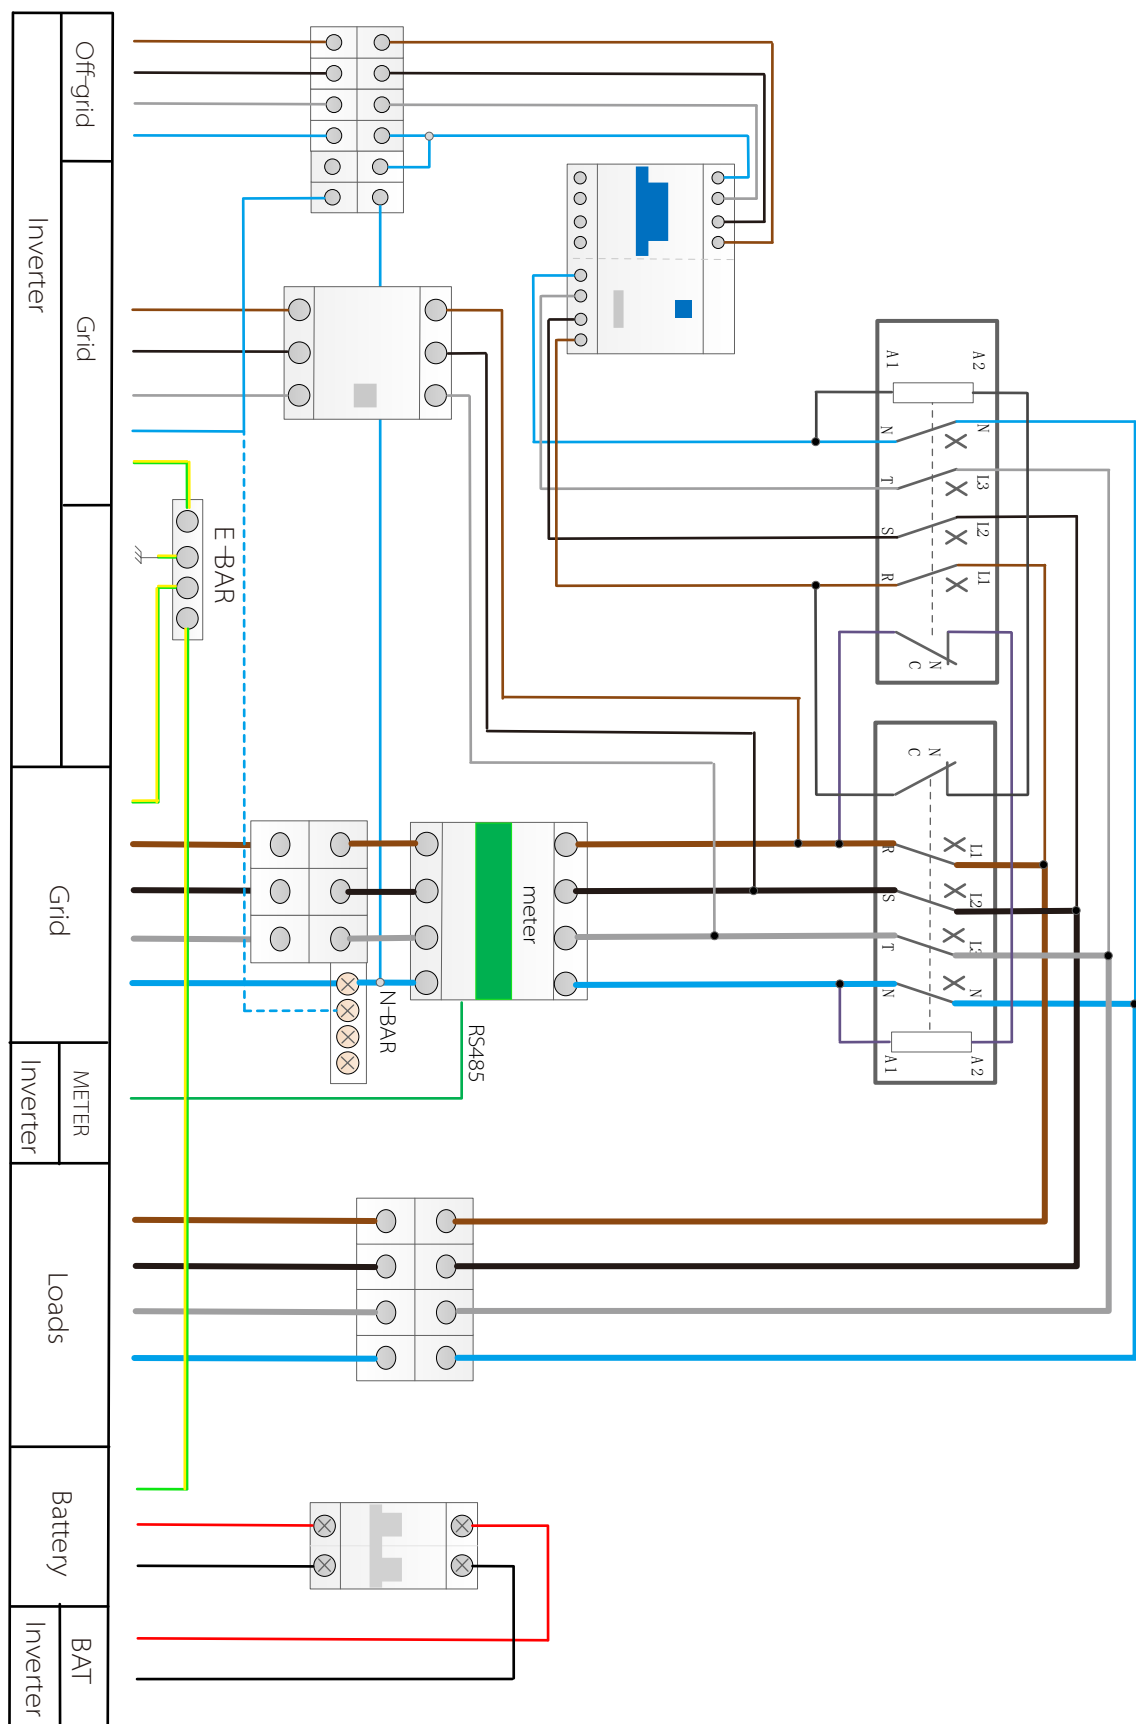 Off-grid
Grid
Inverter
E-BAR
Grid
METER
Inverter
Loads
Battery
BAT
Inverter
meter
N-BAR
RS485
A1
A2
N
N
T
L3
S
L2
R
L1
N
C
N
C
R
L1
S
L2
T
L3
N
N
A1
A2